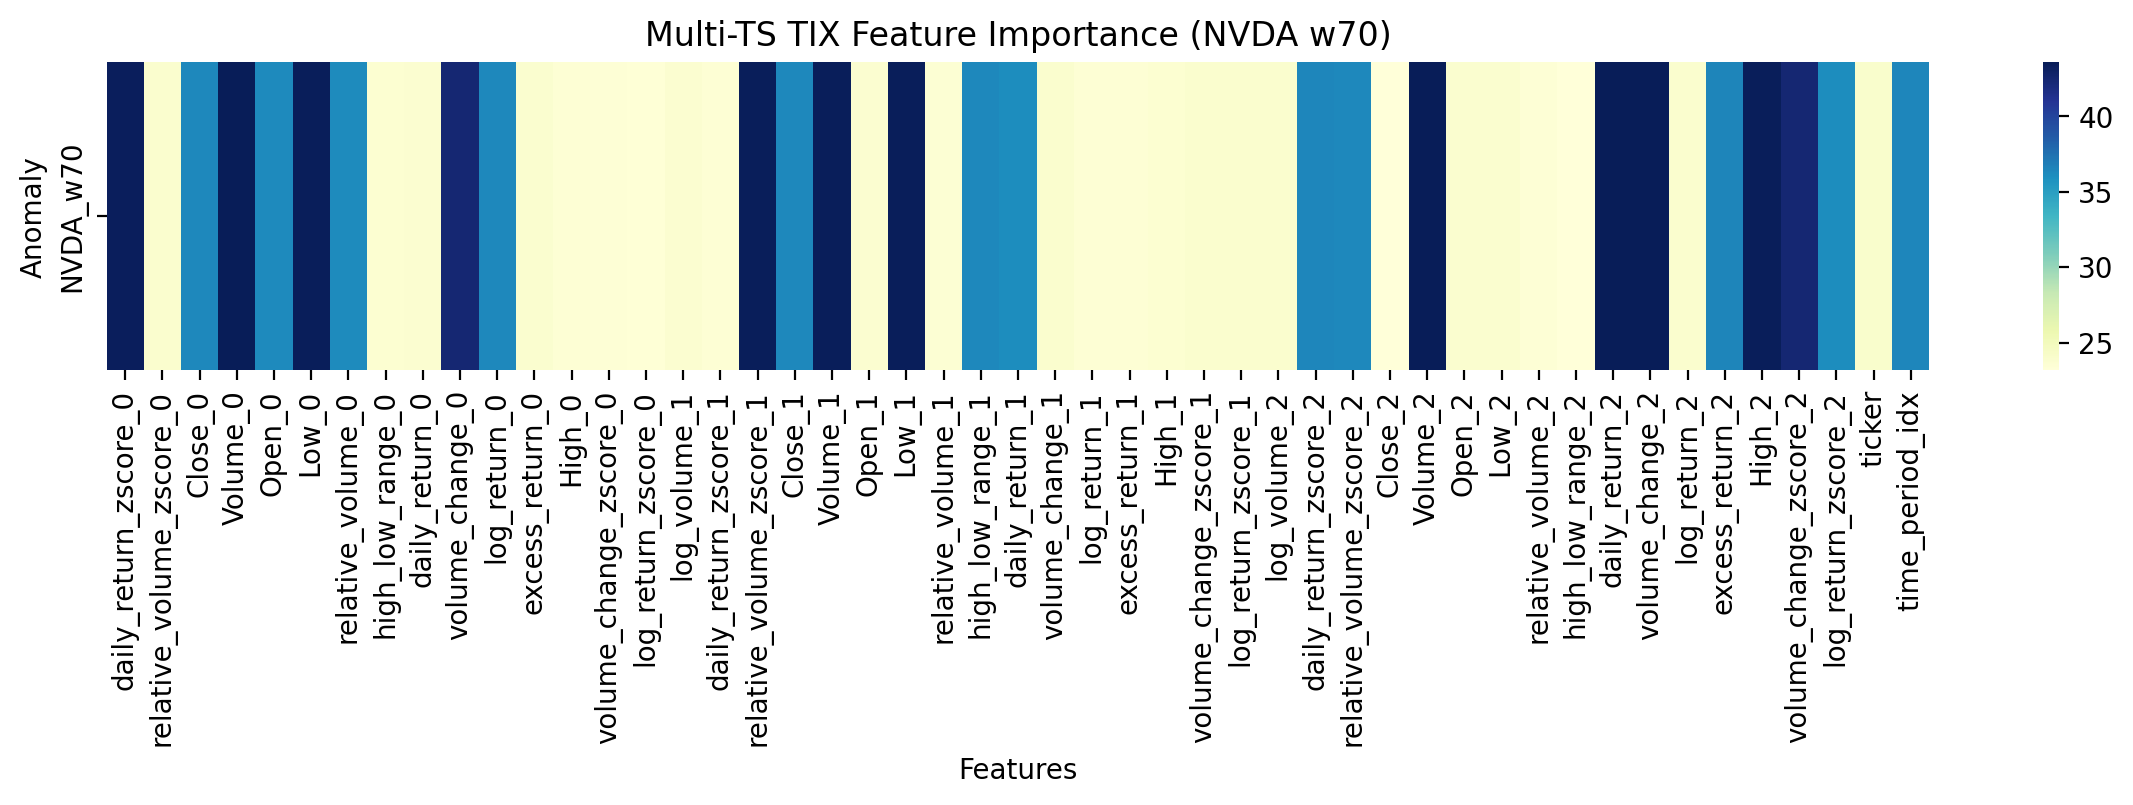 Multi-TS TIX Feature Importance (NVDA w70)
Anomaly
NVDA_w70
40
35
30
25
daily_return_zscore_0
relative_volume_zscore_0
Close_0
Volume_0
Open_0
Low_0
relative_volume_0
high_low_range_0
daily_return_0
volume_change_0
log_return_0
excess_return_0
High_0
volume_change_zscore_0
log_return_zscore_0
log_volume_1
daily_return_zscore_1
relative_volume_zscore_1
Close_1
Volume_1
Open_1
Low_1
relative_volume_1
high_low_range_1
daily_return_1
volume_change_1
log_return_1
excess_return_1
High_1
volume_change_zscore_1
log_return_zscore_1
log_volume_2
daily_return_zscore_2
relative_volume_zscore_2
Close_2
Volume_2
Open_2
Low_2
relative_volume_2
high_low_range_2
daily_return_2
volume_change_2
log_return_2
excess_return_2
High_2
volume_change_zscore_2
log_return_zscore_2
ticker
time_period_idx
Features